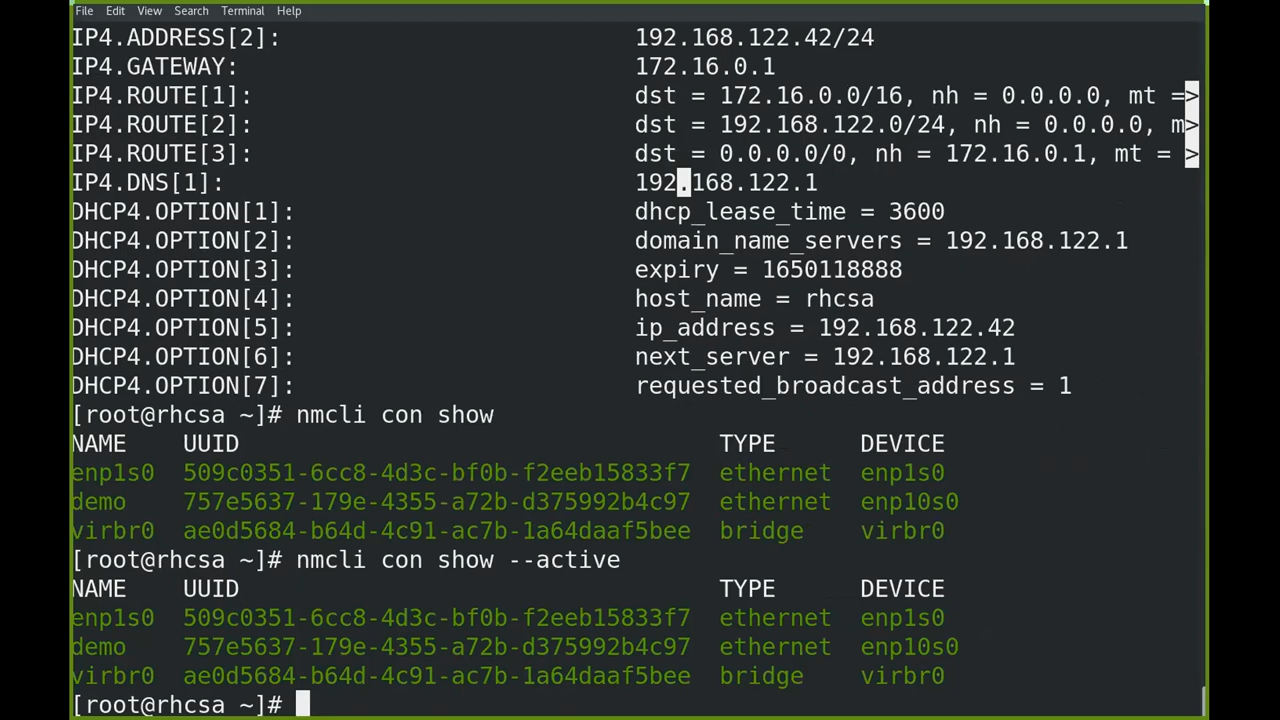 File Edit View Search Terminal Help
IP4.ADDRESS[2]: 192.168.122.42/24
IP4.GATEWAY: 172.16.0.1
IP4.ROUTE[1]: dst = 172.16.0.0/16, nh = 0.0.0.0, mt =>
IP4.ROUTE[2]: dst = 192.168.122.0/24, nh = 0.0.0.0, m>
IP4.ROUTE[3]: dst = 0.0.0.0/0, nh = 172.16.0.1, mt = >
IP4.DNS[1]: 192.168.122.1
DHCP4.OPTION[1]: dhcp_lease_time = 3600
DHCP4.OPTION[2]: domain_name_servers = 192.168.122.1
DHCP4.OPTION[3]: expiry = 1650118888
DHCP4.OPTION[4]: host_name = rhcsa
DHCP4.OPTION[5]: ip_address = 192.168.122.42
DHCP4.OPTION[6]: next_server = 192.168.122.1
DHCP4.OPTION[7]: requested_broadcast_address = 1
[root@rhcsa ~]# nmcli con show
NAME UUID TYPE DEVICE
enp1s0 509c0351-6cc8-4d3c-bf0b-f2eeb15833f7 ethernet enp1s0
demo 757e5637-179e-4355-a72b-d375992b4c97 ethernet enp10s0
virbr0 ae0d5684-b64d-4c91-ac7b-1a64daaf5bee bridge virbr0
[root@rhcsa ~]# nmcli con show --active
NAME UUID TYPE DEVICE
enp1s0 509c0351-6cc8-4d3c-bf0b-f2eeb15833f7 ethernet enp1s0
demo 757e5637-179e-4355-a72b-d375992b4c97 ethernet enp10s0
virbr0 ae0d5684-b64d-4c91-ac7b-1a64daaf5bee bridge virbr0
[root@rhcsa ~]#